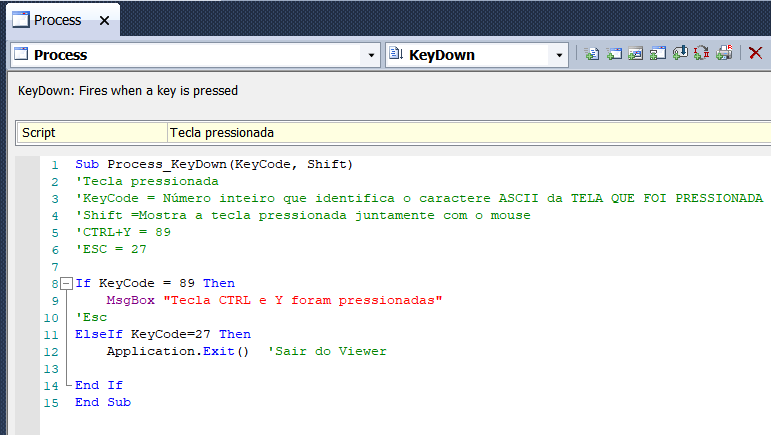 Process
Process KeyDown
KeyDown: Fires when a key is pressed
Script Tecla pressionada
1 Sub Process_KeyDown(KeyCode, Shift)
2 'Tecla pressionada
3 'KeyCode = Número inteiro que identifica o caractere ASCII da TELA QUE FOI PRESSIONADA
4 'Shift =Mostra a tecla pressionada juntamente com o mouse
5 'CTRL+Y = 89
6 'ESC = 27
7
8 If KeyCode = 89 Then
9 MsgBox "Tecla CTRL e Y foram pressionadas"
10 'Esc
11 ElseIf KeyCode=27 Then
12 Application.Exit() 'Sair do Viewer
13
14 End If
15 End Sub